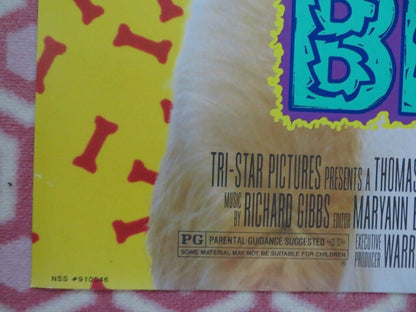 B
TRI-STAR PICTURES PRESENTS A THOMAS
MUSIC BY RICHARD GIBBS EDITOR MARYANN B
PG PARENTAL GUIDANCE SUGGESTED
SOME MATERIAL MAY NOT BE SUITABLE FOR CHILDREN
EXECUTIVE PRODUCER WARR
NSS #910046